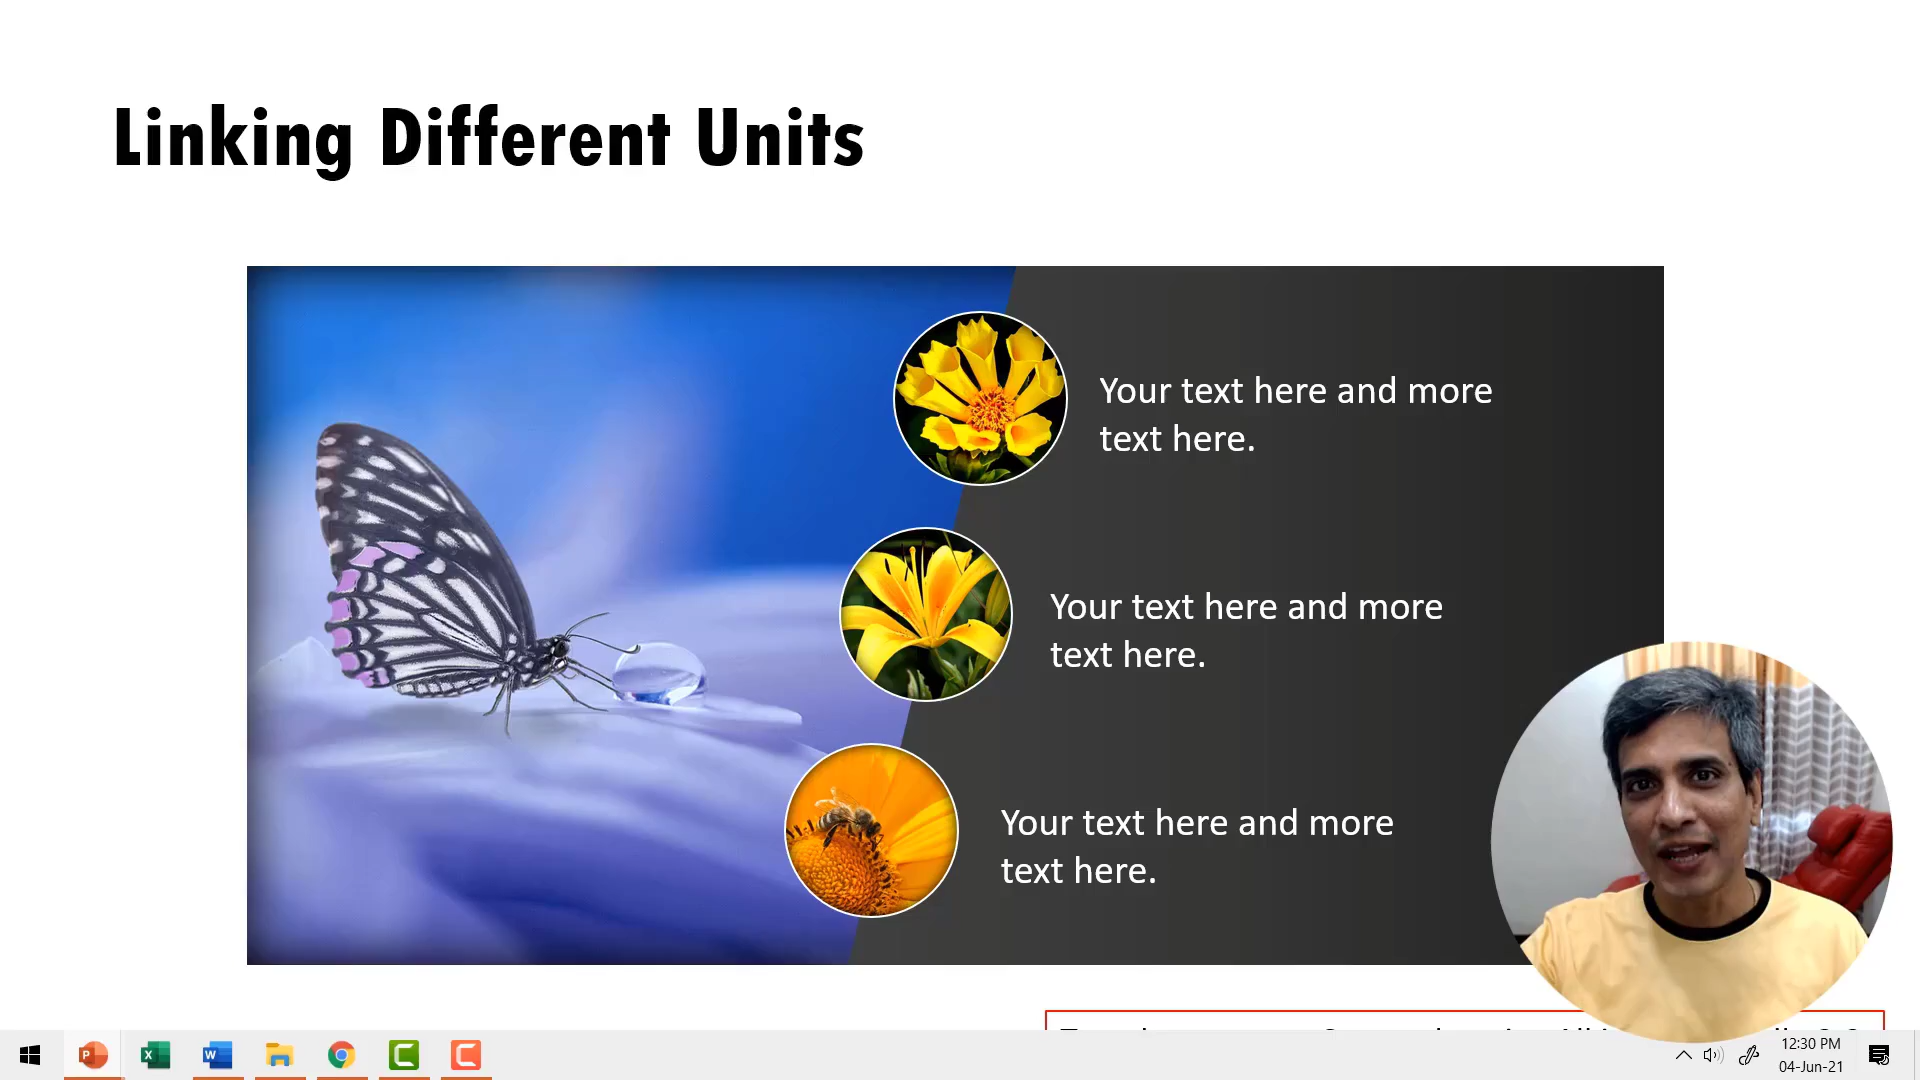 Linking Different Units
Your text here and more
text here.
Your text here and more
text here.
Your text here and more
text here.
12:30 PM
04-Jun-21